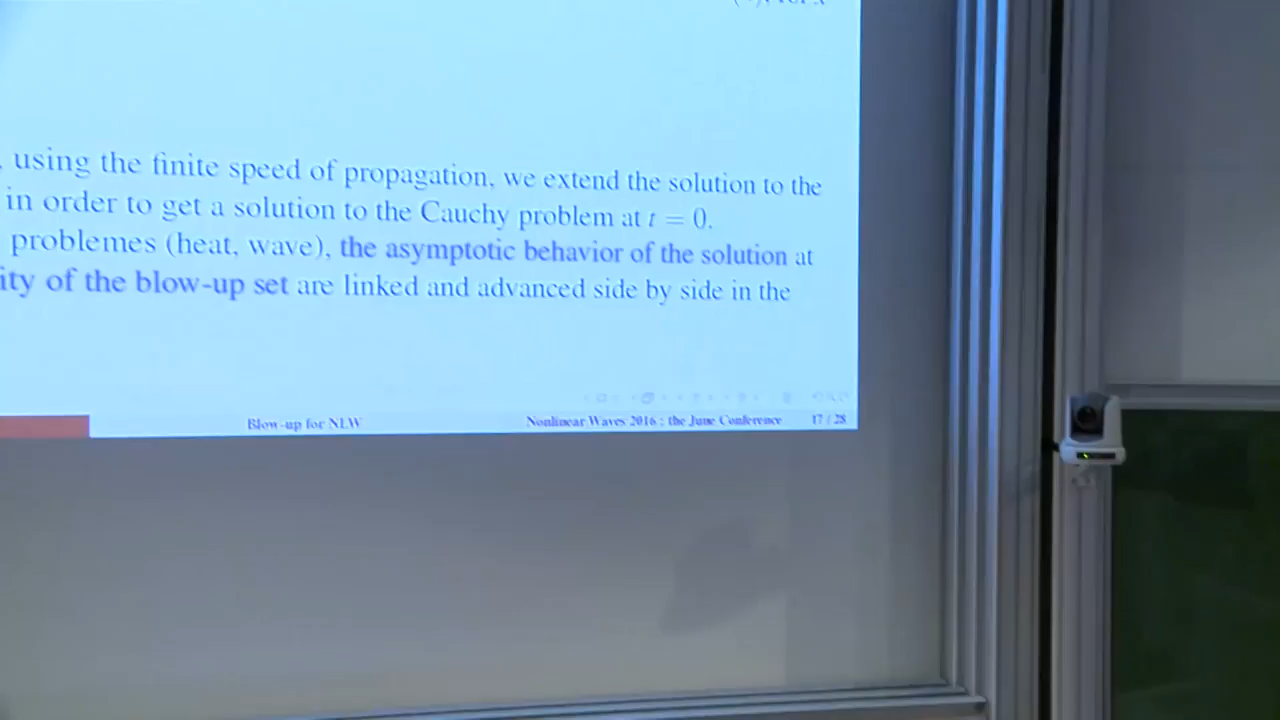 using the finite speed of propagation, we extend the solution to the
in order to get a solution to the Cauchy problem at t = 0.
problemes (heat, wave), the asymptotic behavior of the solution at
ity of the blow-up set are linked and advanced side by side in the
Blow-up for NLW Nonlinear Waves 2016 : the June Conference 17 / 28